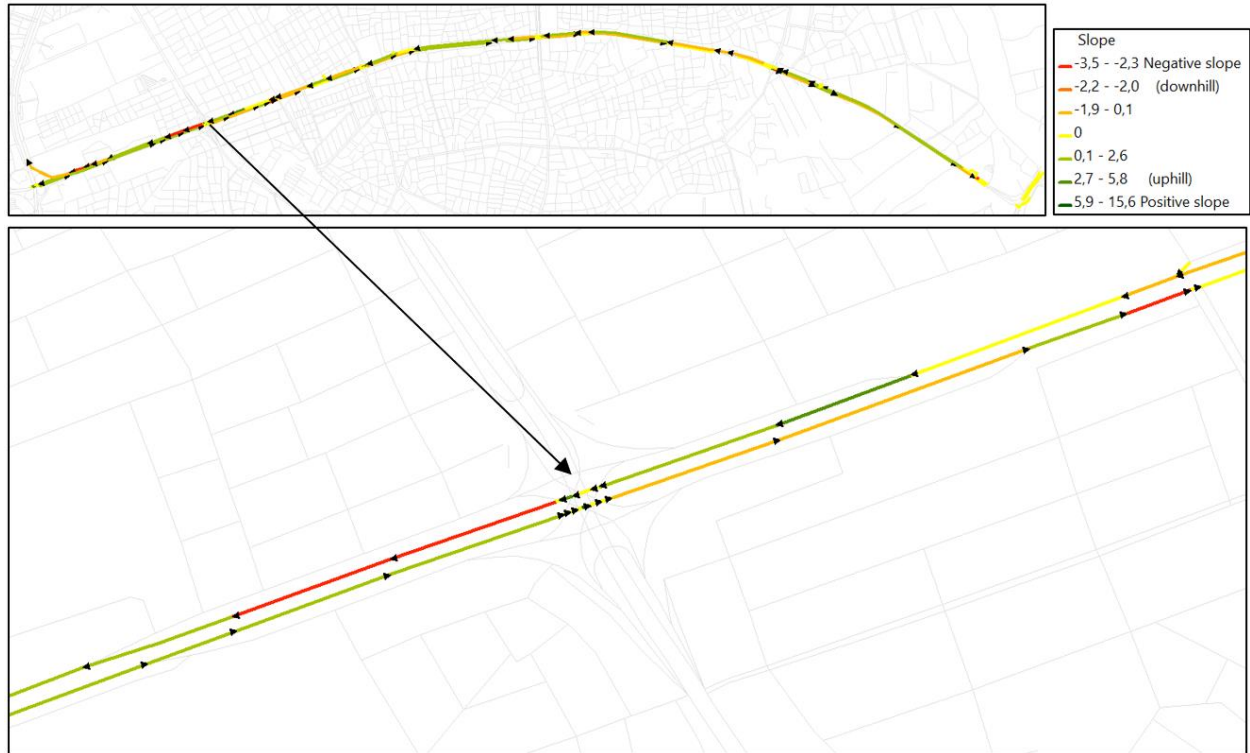 Slope
-3,5 - -2,3 Negative slope
-2,2 - -2,0 (downhill)
-1,9 - 0,1
0
0,1 - 2,6
2,7 - 5,8 (uphill)
5,9 - 15,6 Positive slope